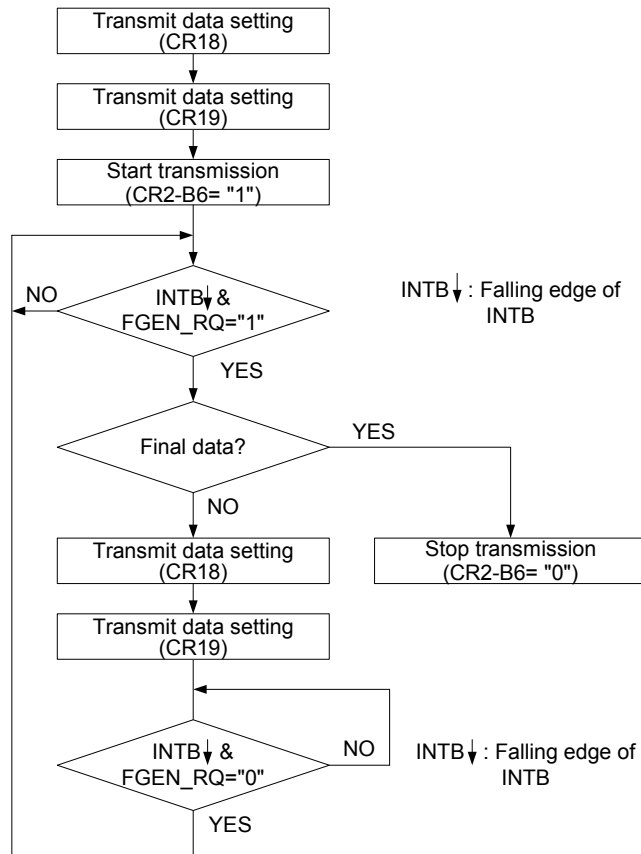 Transmit data setting
(CR18)
Transmit data setting
(CR19)
Start transmission
(CR2-B6= "1")
NO
INTB↓ &
FGEN_RQ="1"
INTB↓ : Falling edge of
INTB
YES
Final data?
YES
NO
Transmit data setting
(CR18)
Stop transmission
(CR2-B6= "0")
Transmit data setting
(CR19)
INTB↓ &
FGEN_RQ="0"
NO
INTB↓ : Falling edge of
INTB
YES